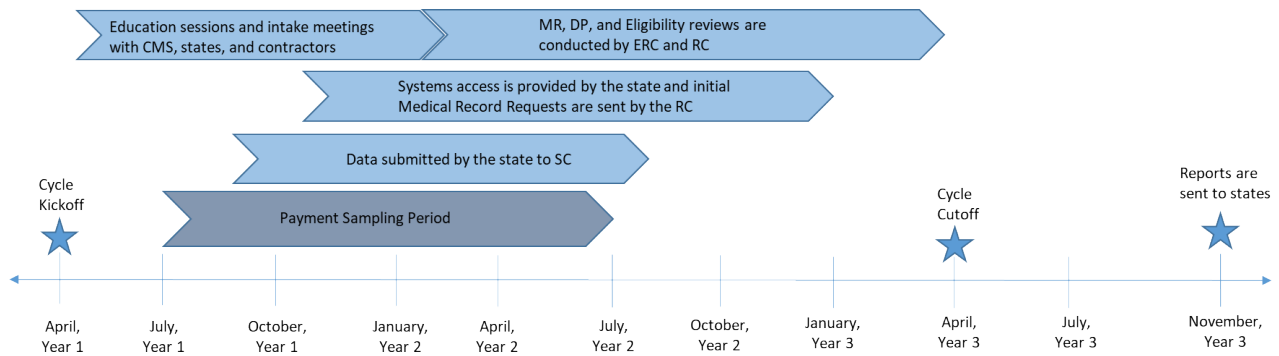 Education sessions and intake meetings
with CMS, states, and contractors
MR, DP, and Eligibility reviews are
conducted by ERC and RC
Systems access is provided by the state and initial
Medical Record Requests are sent by the RC
Data submitted by the state to SC
Payment Sampling Period
Cycle
Kickoff
Cycle
Cutoff
Reports are
sent to states
April,
Year 1
July,
Year 1
October,
Year 1
January,
Year 2
April,
Year 2
July,
Year 2
October,
Year 2
January,
Year 3
April,
Year 3
July,
Year 3
November,
Year 3